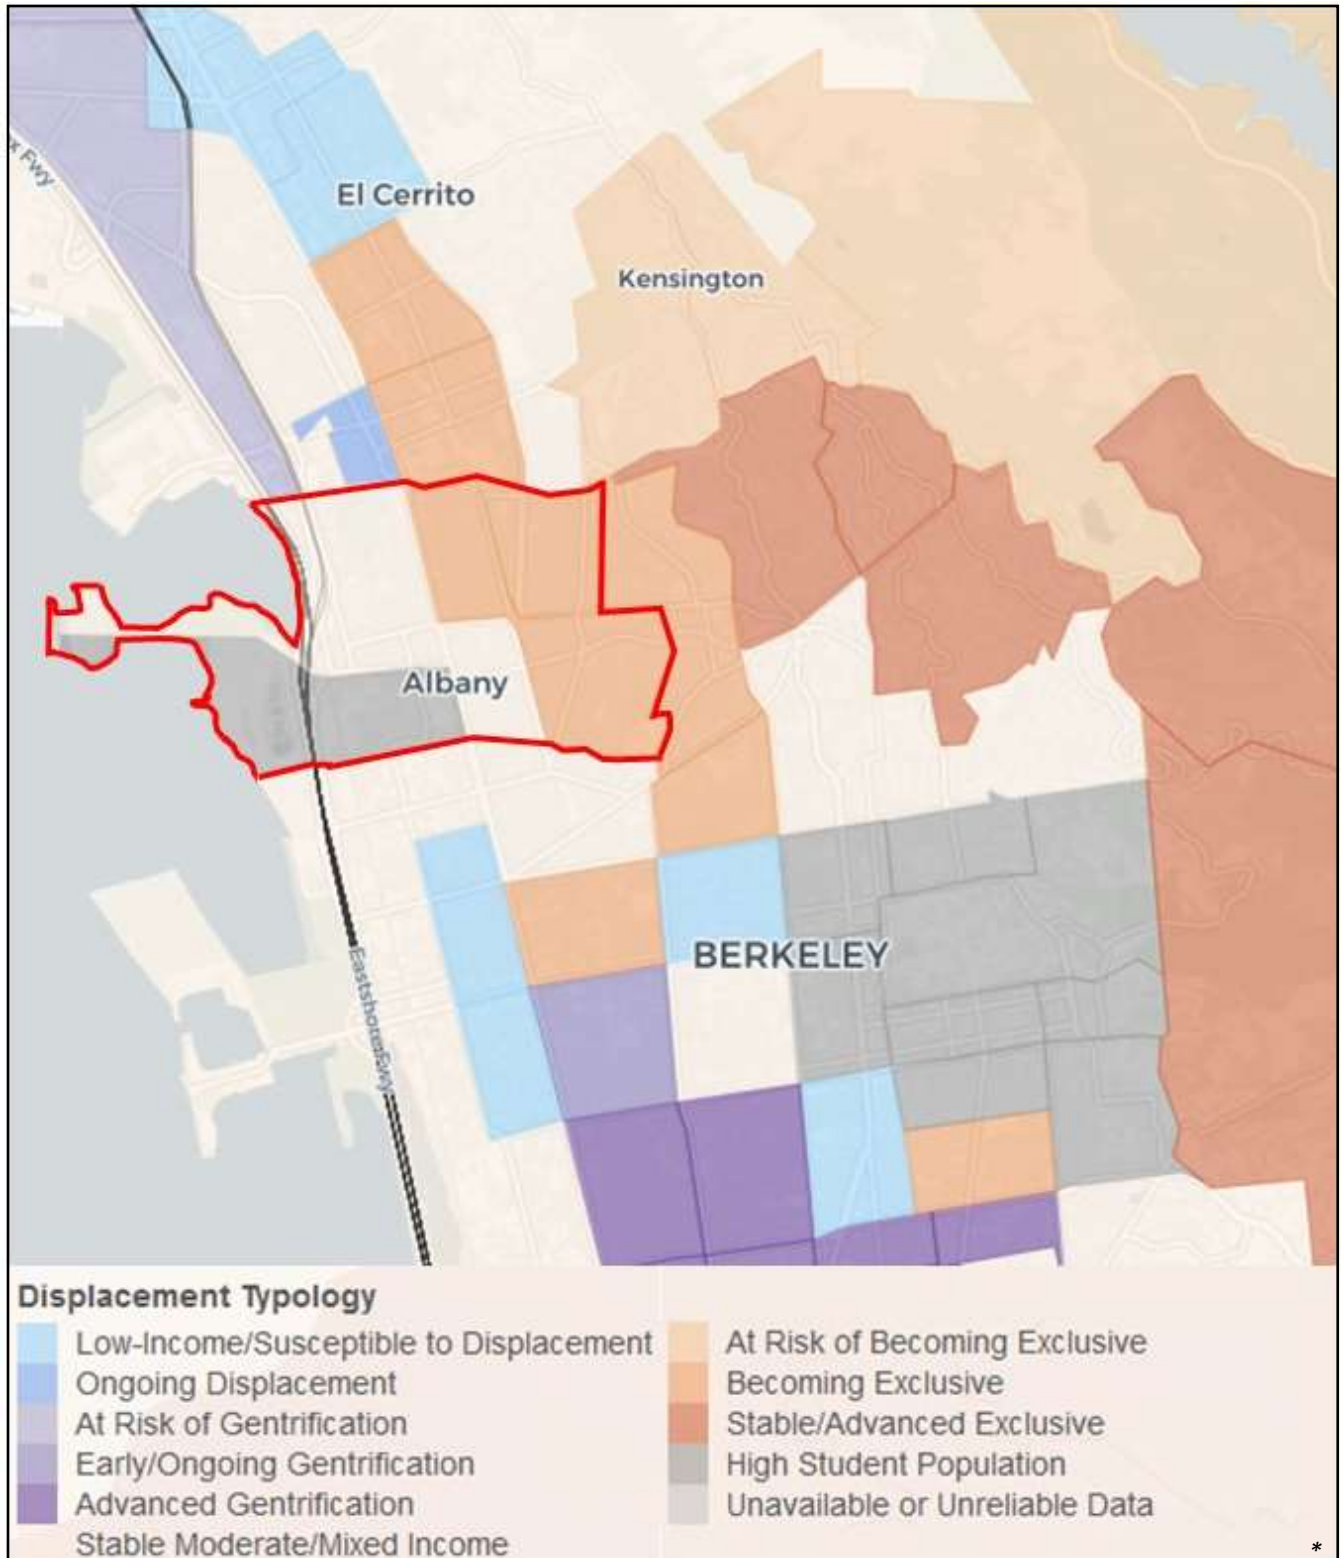 x Fwy
El Cerrito
Kensington
Albany
BERKELEY
Eastshore Fwy
Displacement Typology
Low-Income/Susceptible to Displacement
Ongoing Displacement
At Risk of Gentrification
Early/Ongoing Gentrification
Advanced Gentrification
Stable Moderate/Mixed Income
At Risk of Becoming Exclusive
Becoming Exclusive
Stable/Advanced Exclusive
High Student Population
Unavailable or Unreliable Data
*